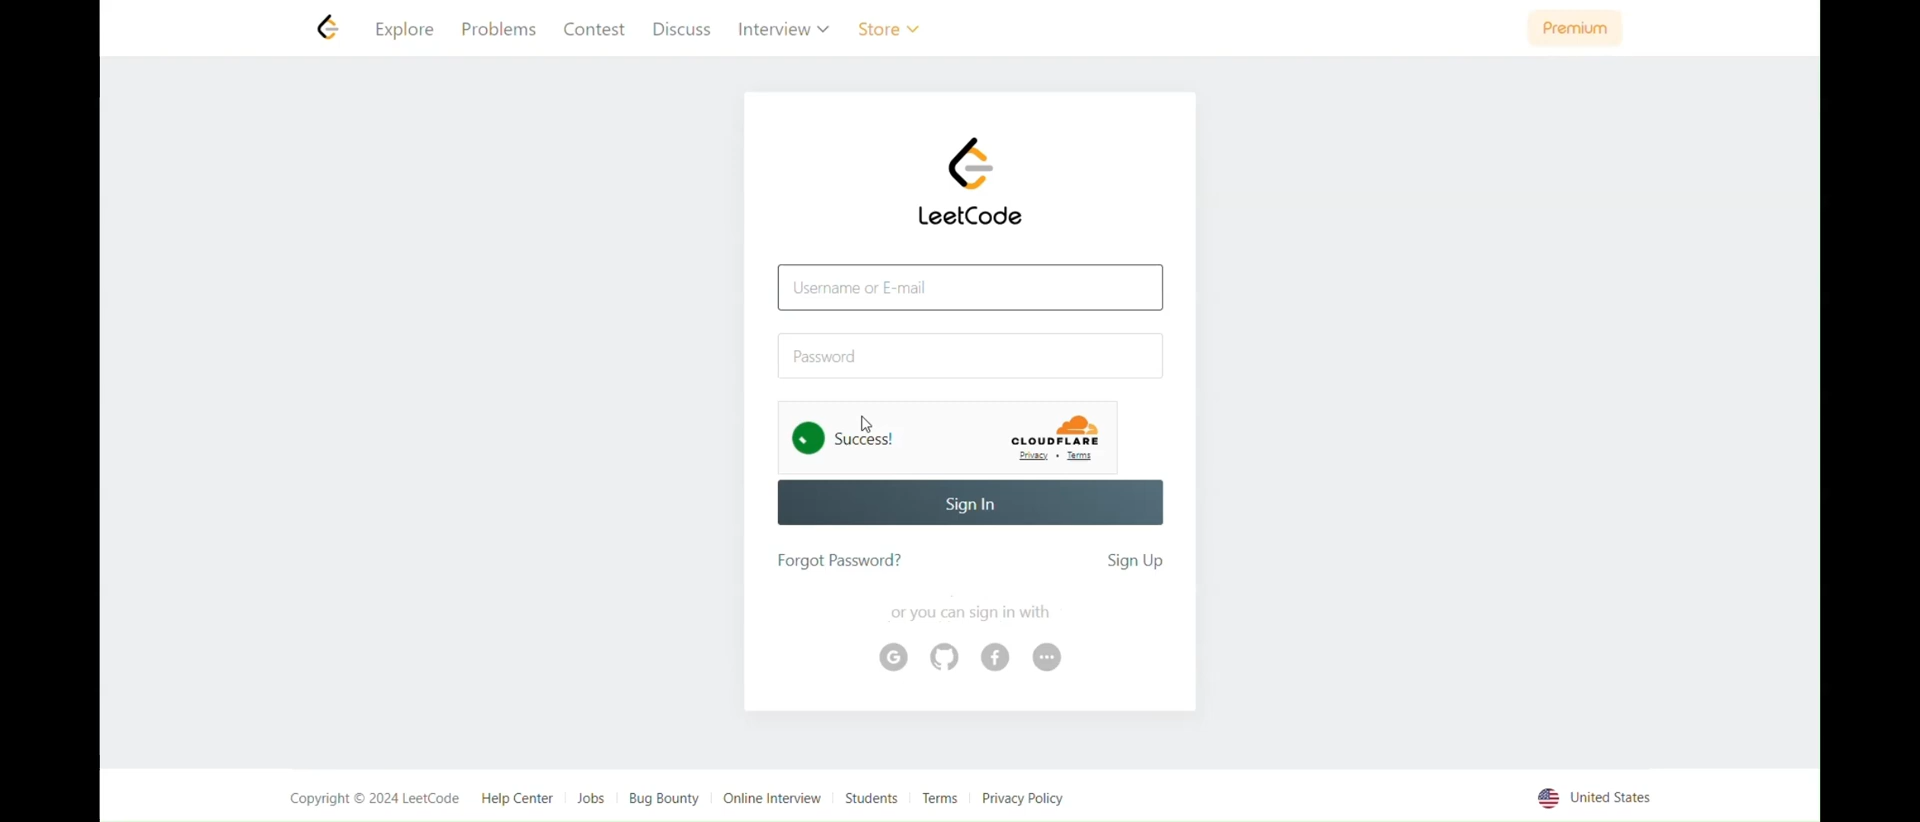 Explore Problems Contest Discuss Interview Store Premium
LeetCode
Username or E-mail
Password
Success!
CLOUDFLARE
Privacy • Terms
Sign In
Forgot Password? Sign Up
or you can sign in with
Copyright © 2024 LeetCode Help Center Jobs Bug Bounty Online Interview Students Terms Privacy Policy United States